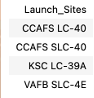 Launch_Sites
CCAFS LC-40
CCAFS SLC-40
KSC LC-39A
VAFB SLC-4E